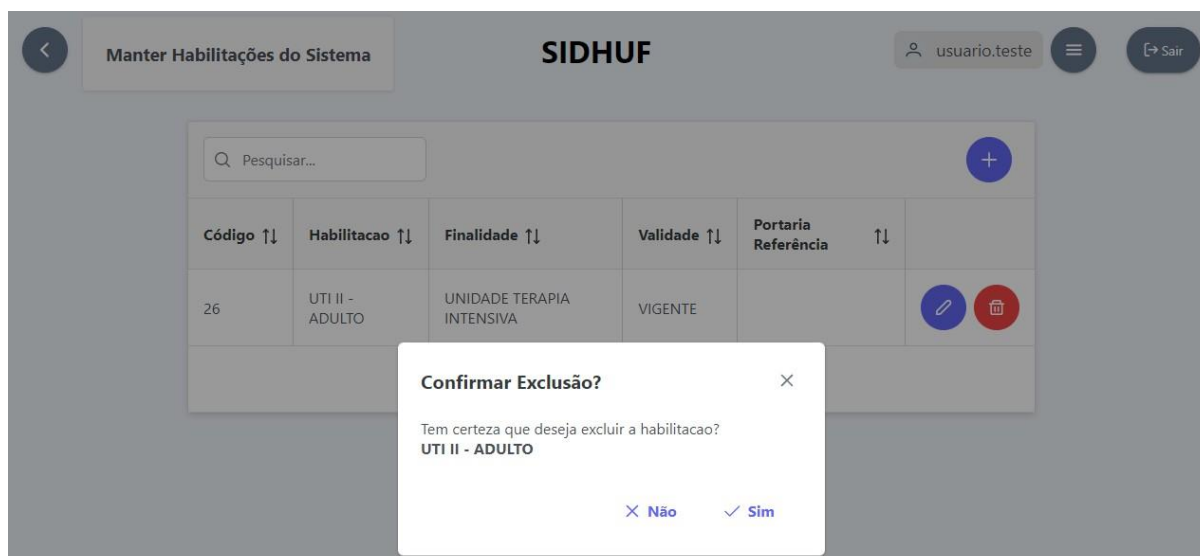 Manter Habilitações do Sistema
SIDHUF
usuario.teste
Sair
Pesquisar...
Código
Habilitacao
Finalidade
Validade
Portaria
Referência
26
UTI II -
ADULTO
UNIDADE TERAPIA
INTENSIVA
VIGENTE
Confirmar Exclusão?
Tem certeza que deseja excluir a habilitacao?
UTI II - ADULTO
Não
Sim